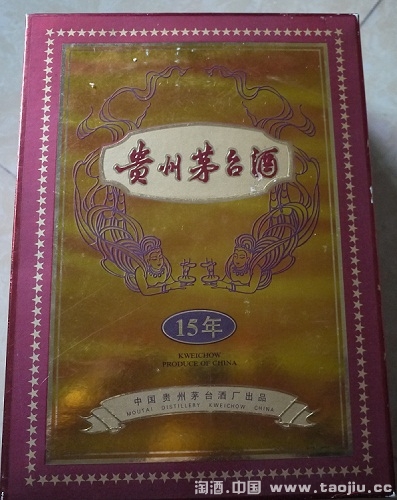 贵州茅台酒
15年
KWEICHOW
PRODUCE OF CHINA
中国贵州茅台酒厂出品
MOUTAI DISTILLERY KWEICHOW CHINA
淘酒.中国 www.taojiu.cc